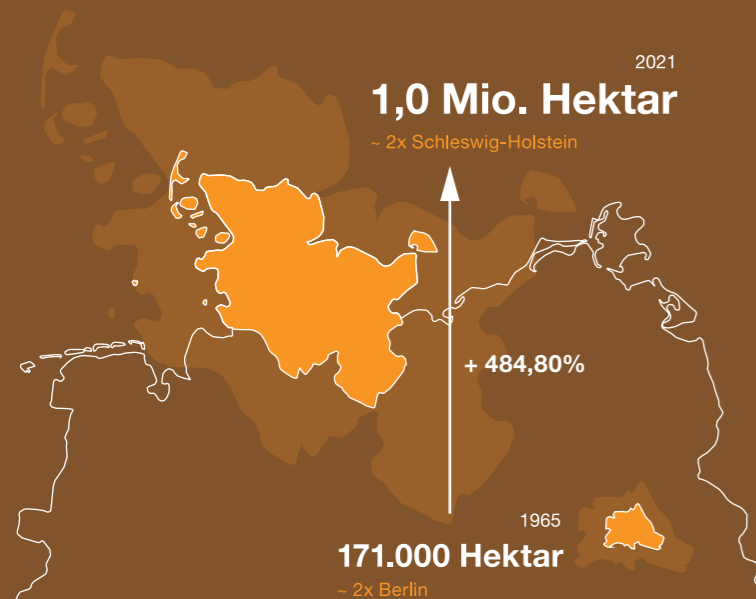 2021
1,0 Mio. Hektar
~ 2x Schleswig-Holstein
+ 484,80%
1965
171.000 Hektar
~ 2x Berlin